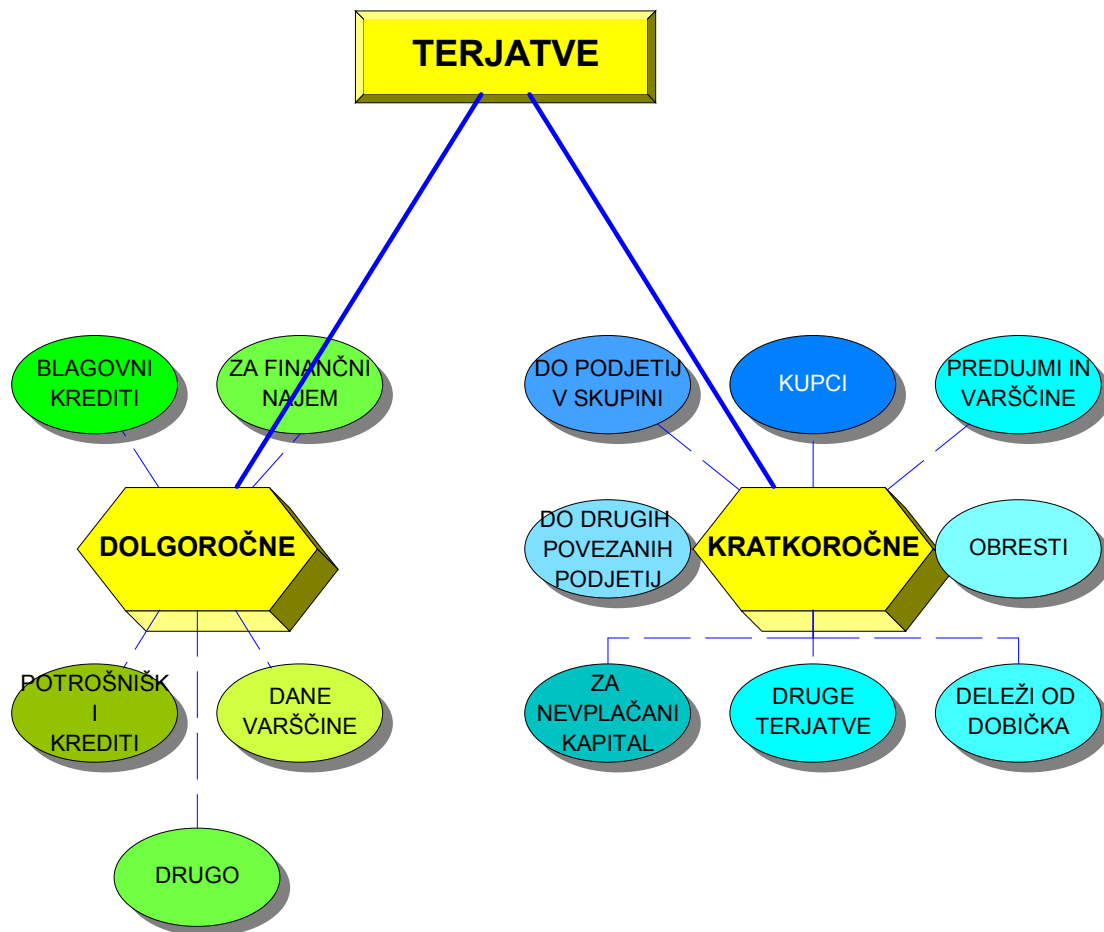 TERJATVE
BLAGOVNI
KREDITI
ZA FINANČNI
NAJEM
DO PODJETIJ
V SKUPINI
KUPCI
PREDUJMI IN
VARŠČINE
DOLGOROČNE
DO DRUGIH
POVEZANIH
PODJETIJ
KRATKOROČNE
OBRESTI
POTROŠNIŠK
I
KREDITI
DANE
VARŠČINE
ZA
NEVPLAČANI
KAPITAL
DRUGE
TERJATVE
DELEŽI OD
DOBIČKA
DRUGO